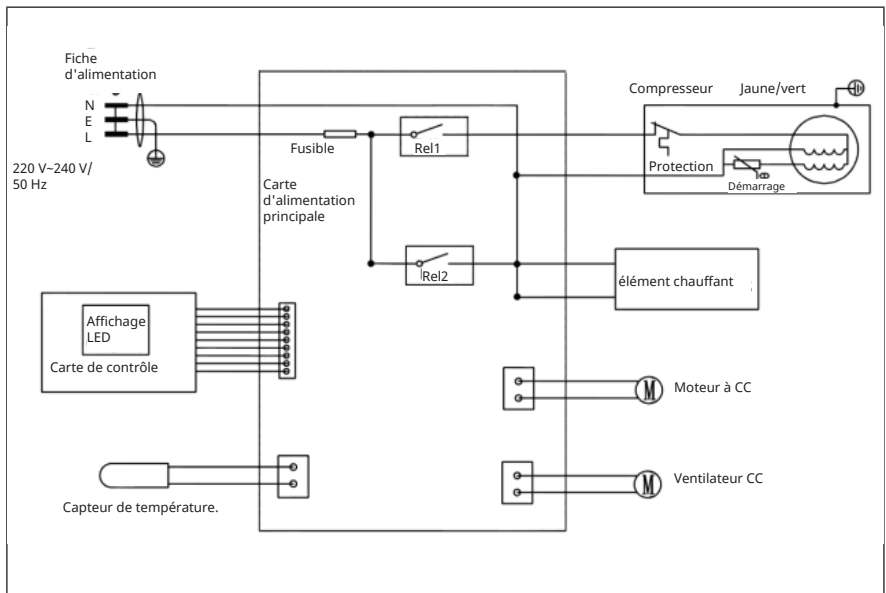 Fiche
d'alimentation
N
E
L
220 V~240 V/
50 Hz
Fusible
Rel1
Compresseur
Jaune/vert
Protection
Démarrage
Carte
d'alimentation
principale
Rel2
élément chauffant
Affichage
LED
Carte de contrôle
M
Moteur à CC
M
Ventilateur CC
Capteur de température.